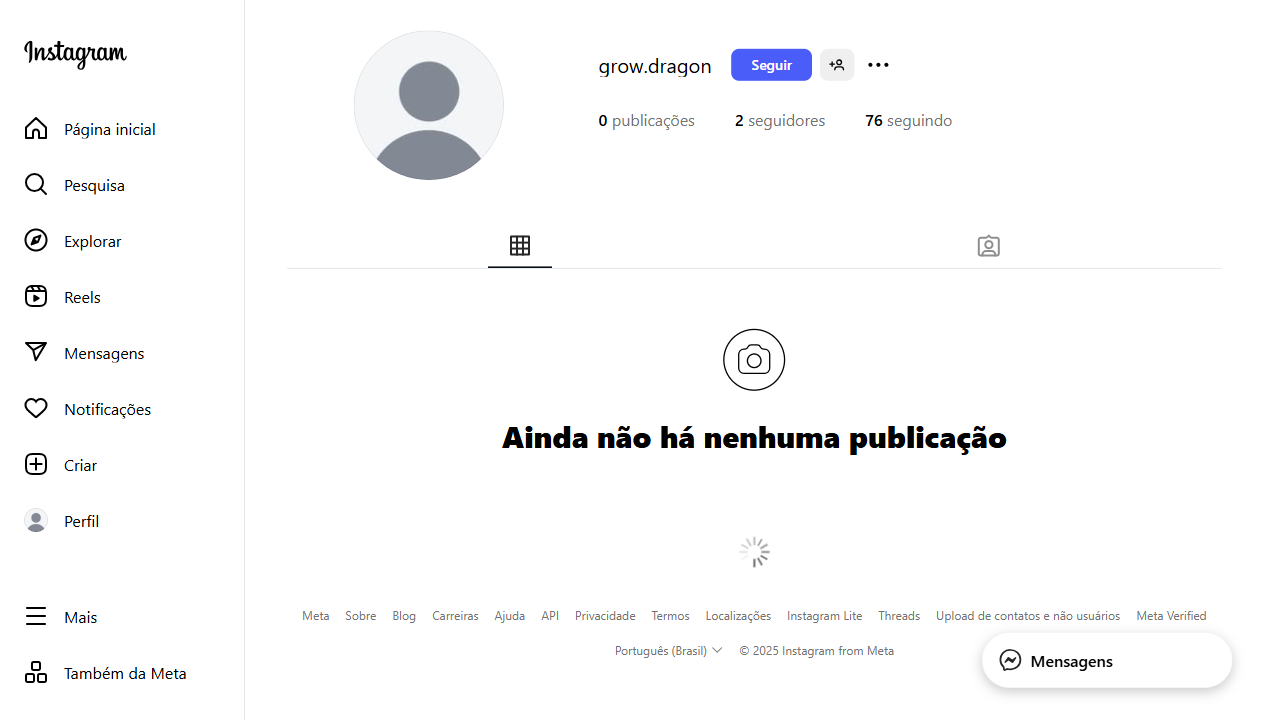 Instagram
Página inicial
Pesquisa
Explorar
Reels
Mensagens
Notificações
Criar
Perfil
Mais
Também da Meta
grow.dragon
Seguir
0 publicações
2 seguidores
76 seguindo
Ainda não há nenhuma publicação
Meta Sobre Blog Carreiras Ajuda API Privacidade Termos Localizações Instagram Lite Threads Upload de contatos e não usuários Meta Verified
Português (Brasil) © 2025 Instagram from Meta
Mensagens